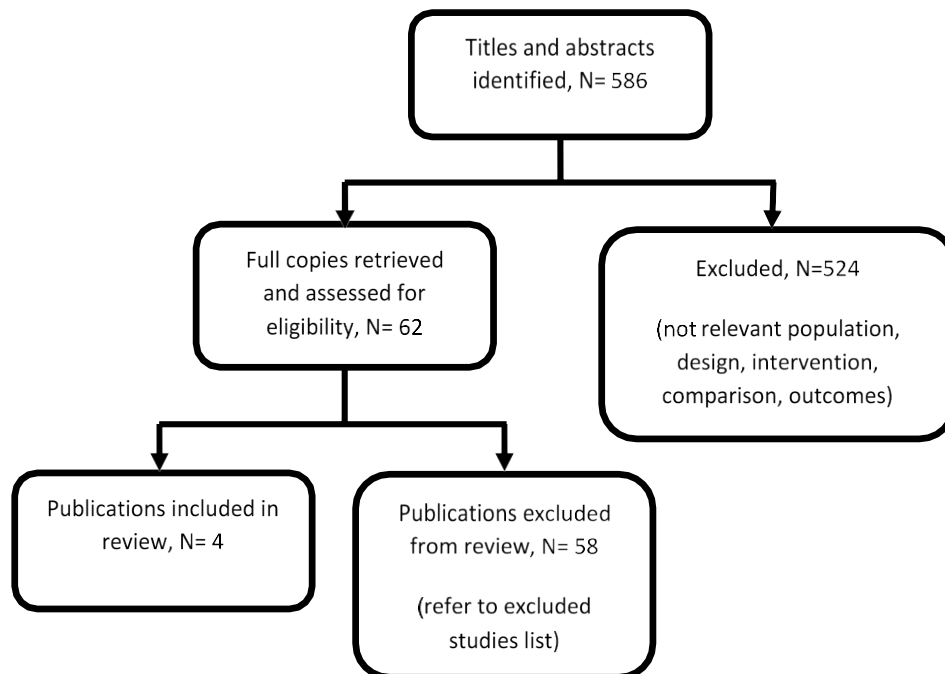 Titles and abstracts
identified, N= 586
Full copies retrieved
and assessed for
eligibility, N= 62
Excluded, N=524
(not relevant population,
design, intervention,
comparison, outcomes)
Publications included in
review, N= 4
Publications excluded
from review, N= 58
(refer to excluded
studies list)